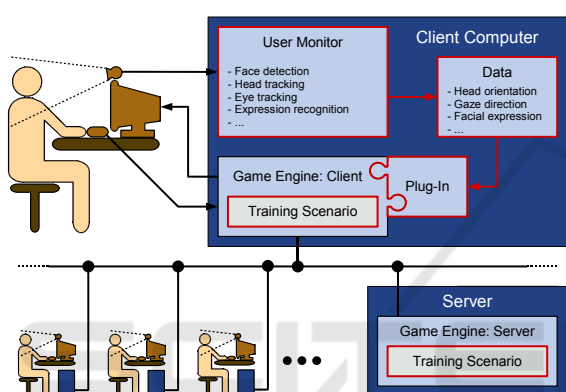 Client Computer
User Monitor
- Face detection
- Head tracking
- Eye tracking
- Expression recognition
- ...
Data
- Head orientation
- Gaze direction
- Facial expression
- ...
Game Engine: Client
Training Scenario
Plug-In
Server
Game Engine: Server
Training Scenario